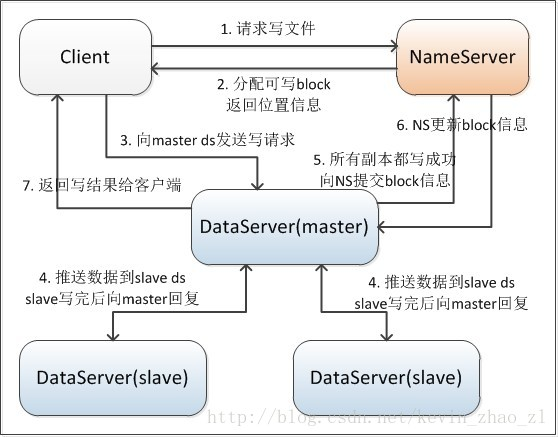 1. 请求写文件
Client
NameServer
2. 分配可写block
返回位置信息
3. 向master ds发送写请求
6. NS更新block信息
5. 所有副本都写成功
向NS提交block信息
7. 返回写结果给客户端
DataServer(master)
4. 推送数据到slave ds
slave写完后向master回复
4. 推送数据到slave ds
slave写完后向master回复
DataServer(slave)
DataServer(slave)
http://blog.csdn.net/kevin_zhao_zl